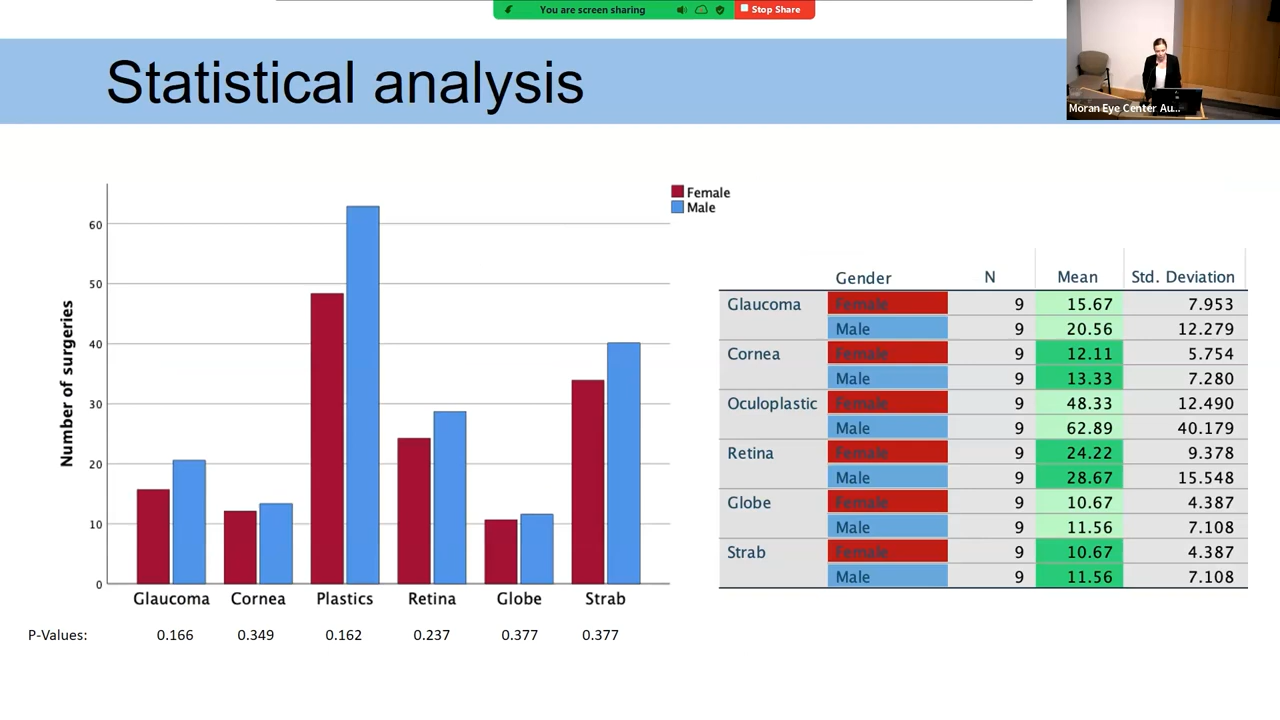 You are screen sharing
Stop Share
Moran Eye Center Au...
Statistical analysis
Female
Male
Number of surgeries
60
50
40
30
20
10
0
Glaucoma Cornea Plastics Retina Globe Strab
P-Values: 0.166 0.349 0.162 0.237 0.377 0.377
Gender N Mean Std. Deviation
Glaucoma Female 9 15.67 7.953
Male 9 20.56 12.279
Cornea Female 9 12.11 5.754
Male 9 13.33 7.280
Oculoplastic Female 9 48.33 12.490
Male 9 62.89 40.179
Retina Female 9 24.22 9.378
Male 9 28.67 15.548
Globe Female 9 10.67 4.387
Male 9 11.56 7.108
Strab Female 9 10.67 4.387
Male 9 11.56 7.108